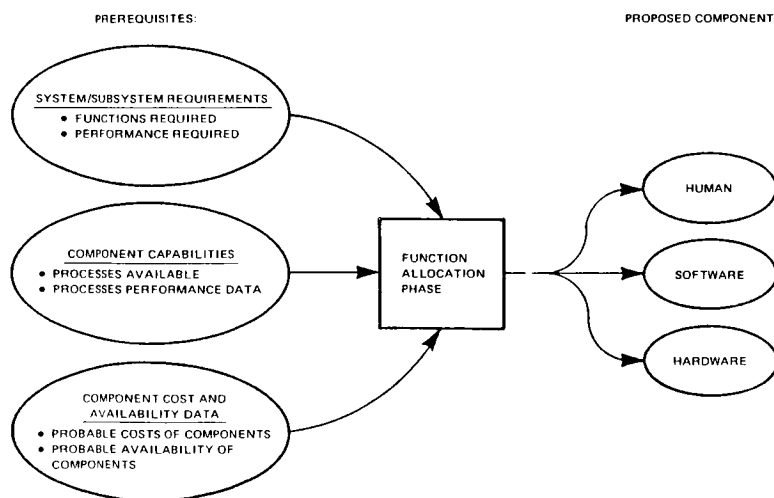 PREREQUISITES:
PROPOSED COMPONENT
SYSTEM/SUBSYSTEM REQUIREMENTS
• FUNCTIONS REQUIRED
• PERFORMANCE REQUIRED
COMPONENT CAPABILITIES
• PROCESSES AVAILABLE
• PROCESSES PERFORMANCE DATA
COMPONENT COST AND
AVAILABILITY DATA
• PROBABLE COSTS OF COMPONENTS
• PROBABLE AVAILABILITY OF
COMPONENTS
FUNCTION
ALLOCATION
PHASE
HUMAN
SOFTWARE
HARDWARE